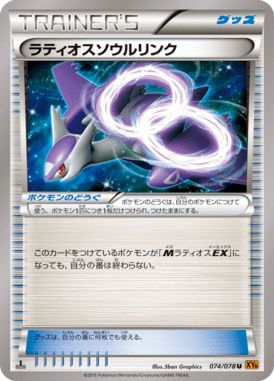 TRAINER'S グッズ
ラティオスソウルリンク
ポケモンのどうぐ ポケモンのどうぐは、自分のポケモンにつけて
使う。ポケモン1匹につき1枚だけつけられ、つけたままにする。
このカードをつけているポケモンが「MラティオスEX」に
なっても、自分の番は終わらない。
グッズは、自分の番に何枚でも使える。
Illus.5ban Graphics 074/078 U XY6
©2015 Pokémon/Nintendo/Creatures/GAME FREAK.